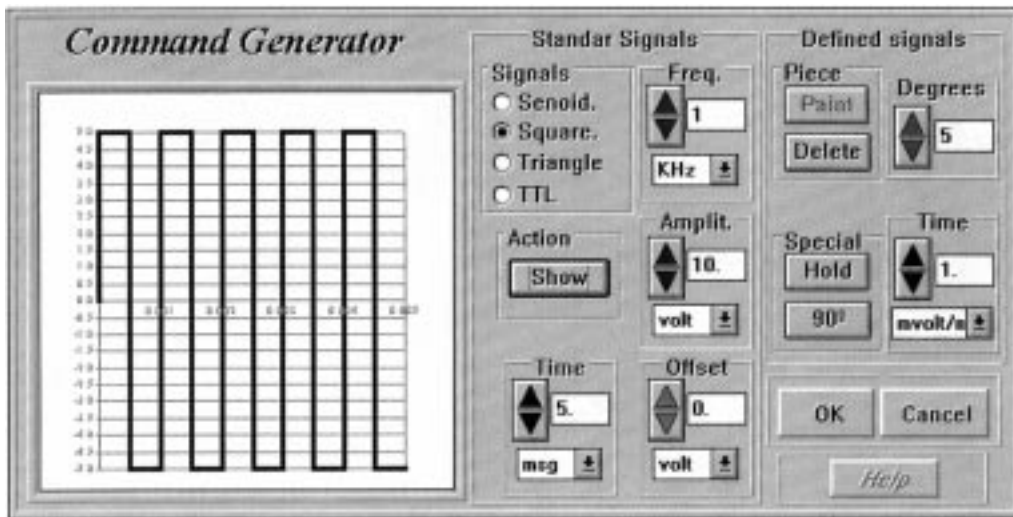 Command Generator
Standar Signals
Signals
Senoid.
Square.
Triangle
TTL
Freq.
1
KHz
Action
Show
Amplit.
10.
volt
Time
5.
msg
Offset
0.
volt
Defined signals
Piece
Paint
Delete
Degrees
5
Special
Hold
90º
Time
1.
mvolt/m
OK
Cancel
Help